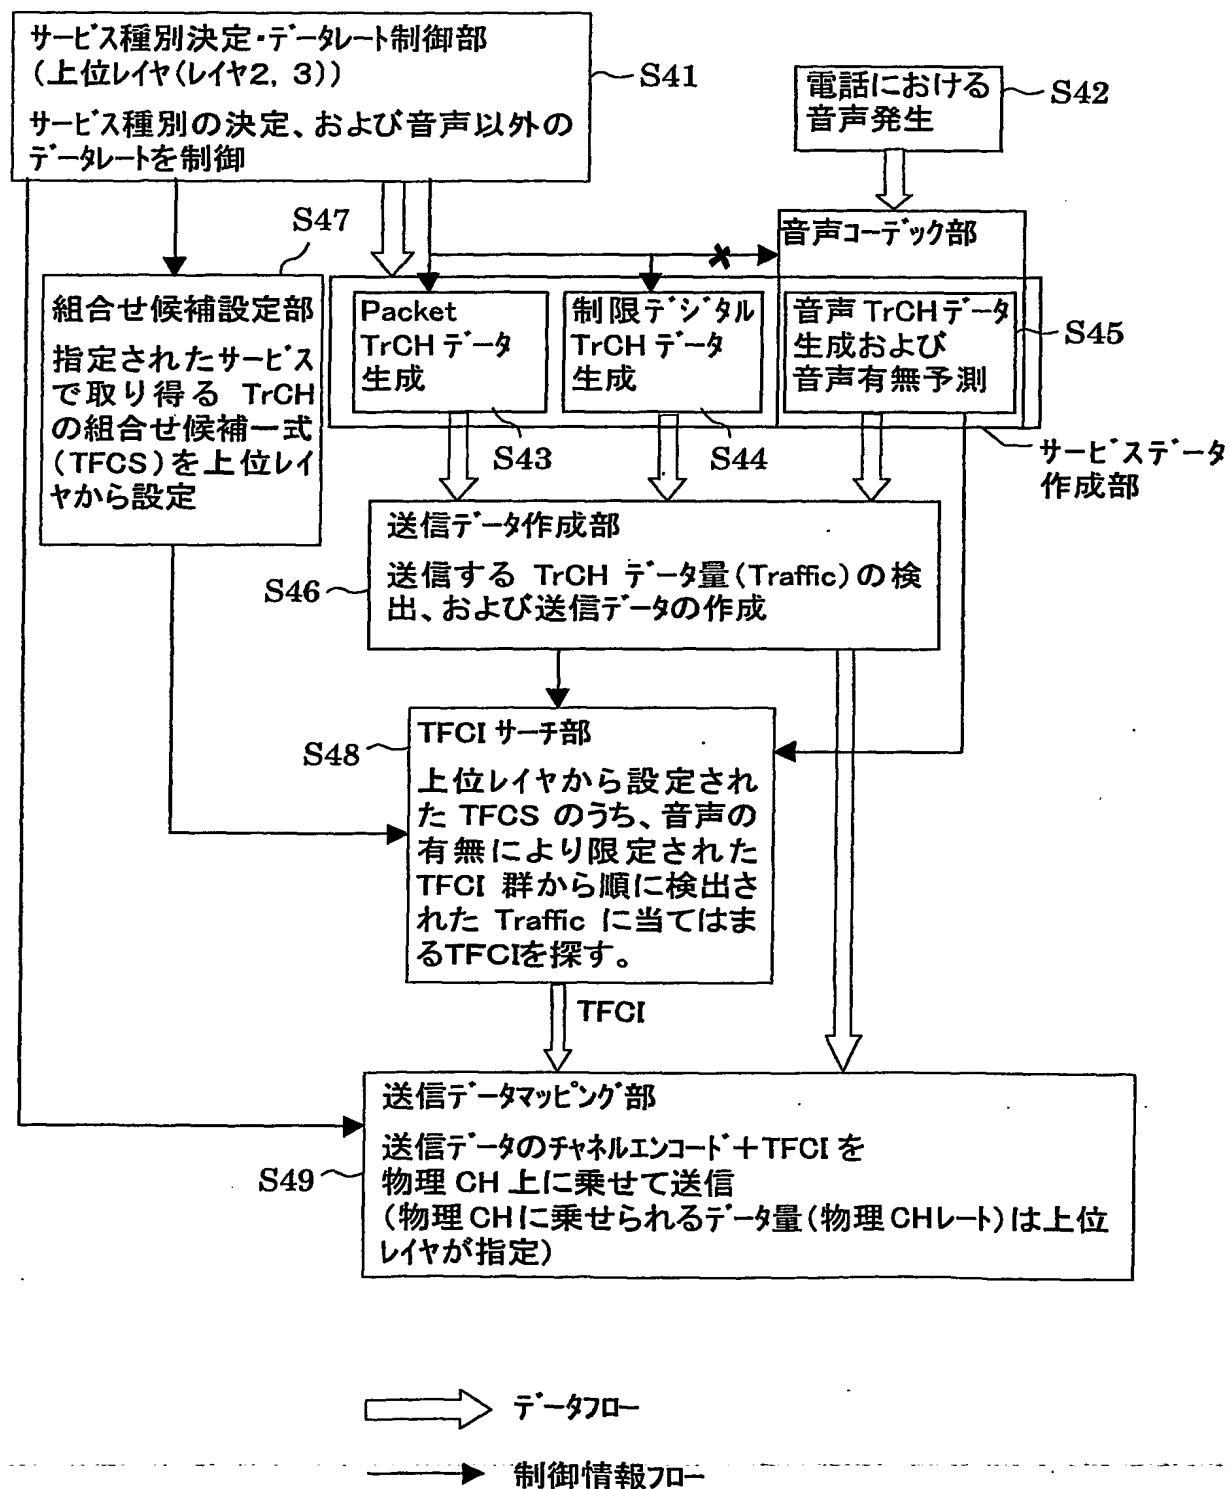 サービス種別決定・データレート制御部
(上位レイヤ(レイヤ2, 3))
サービス種別の決定、および音声以外の
データレートを制御
S41
電話における
音声発生
S42
S47
音声コーデック部
組合せ候補設定部
指定されたサービス
で取り得る TrCH
の組合せ候補一式
(TFCS)を上位レイ
ヤから設定
Packet
TrCH データ
生成
制限デジタル
TrCH データ
生成
音声 TrCHデータ
生成および
音声有無予測
S45
S43
S44
サービスデータ
作成部
送信データ作成部
送信する TrCH データ量(Traffic)の検
出、および送信データの作成
S46
TFCI サーチ部
上位レイヤから設定され
た TFCS のうち、音声の
有無により限定された
TFCI 群から順に検出さ
れた Traffic に当てはま
るTFCIを探す。
S48
TFCI
送信データマッピング部
送信データのチャネルエンコード+TFCIを
物理 CH 上に乗せて送信
(物理CHに乗せられるデータ量(物理CHレート)は上位
レイヤが指定)
S49
データフロー
制御情報フロー